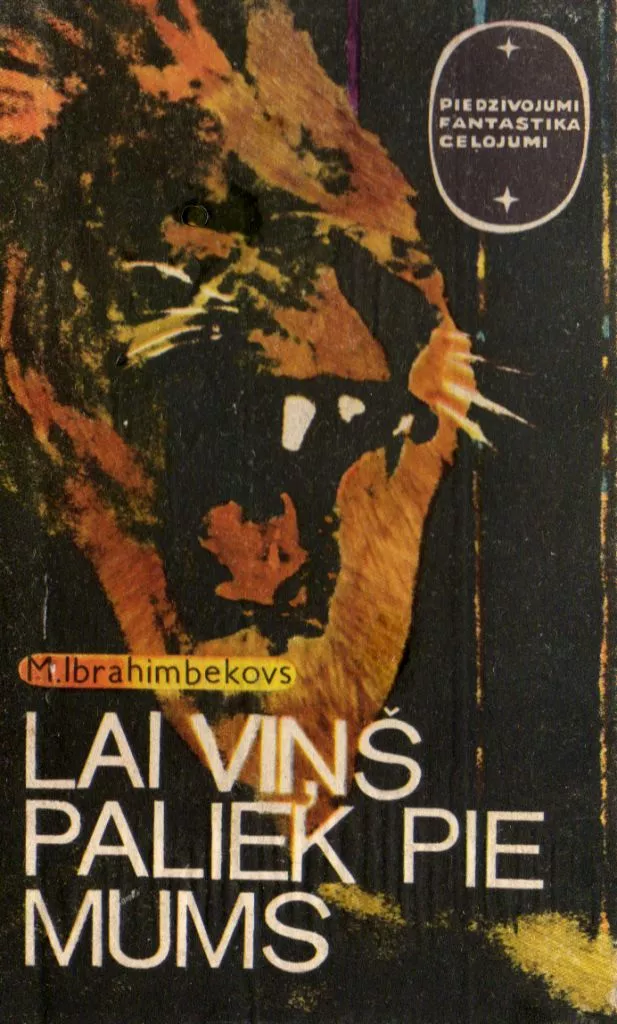 PIEDZĪVOJUMI
FANTASTIKA
CEĻOJUMI
M.Ibrahimbekovs
LAI VIŅŠ
PALIEK PIE
MUMS